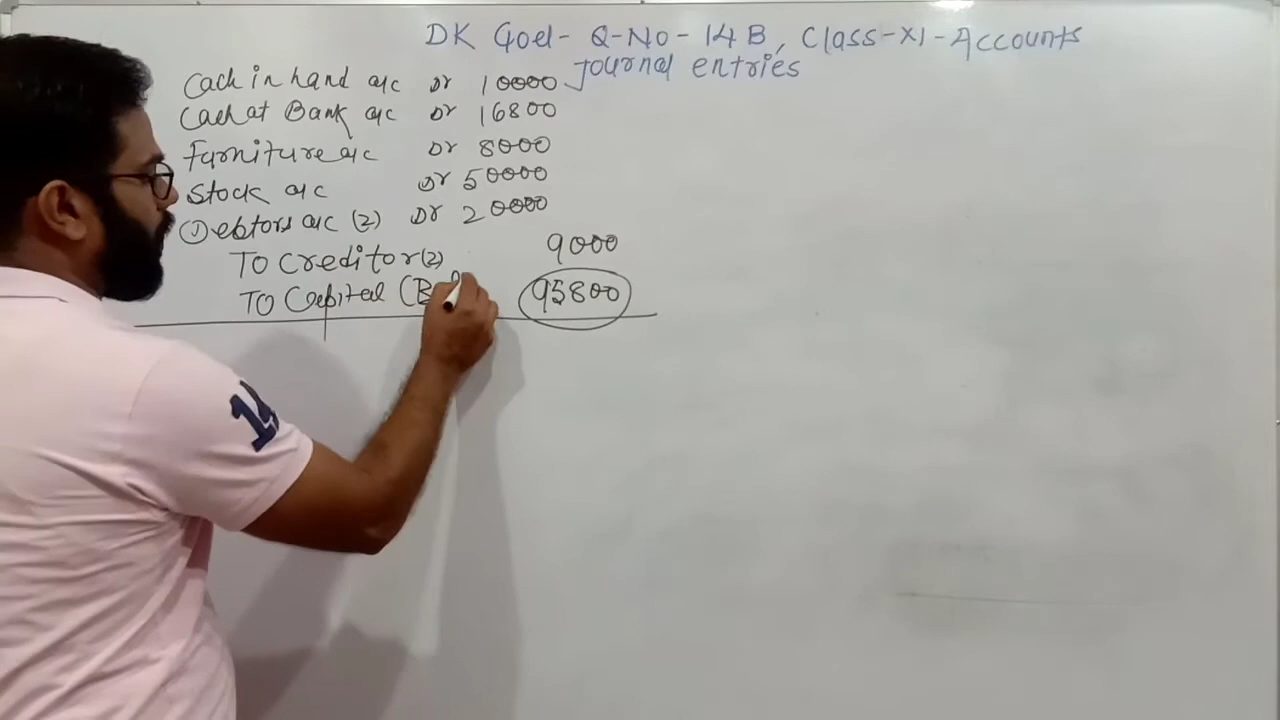 DK Goel- Q-No-14B, Class-XI-Accounts
Journal entries
Cash in hand a/c Dr 10000
Cash at Bank a/c Dr 16800
Furniture a/c Dr 8000
Stock a/c Dr 50000
Debtors a/c (2) Dr 20000
To Creditor(2) 9000
To Capital (B 95800
14